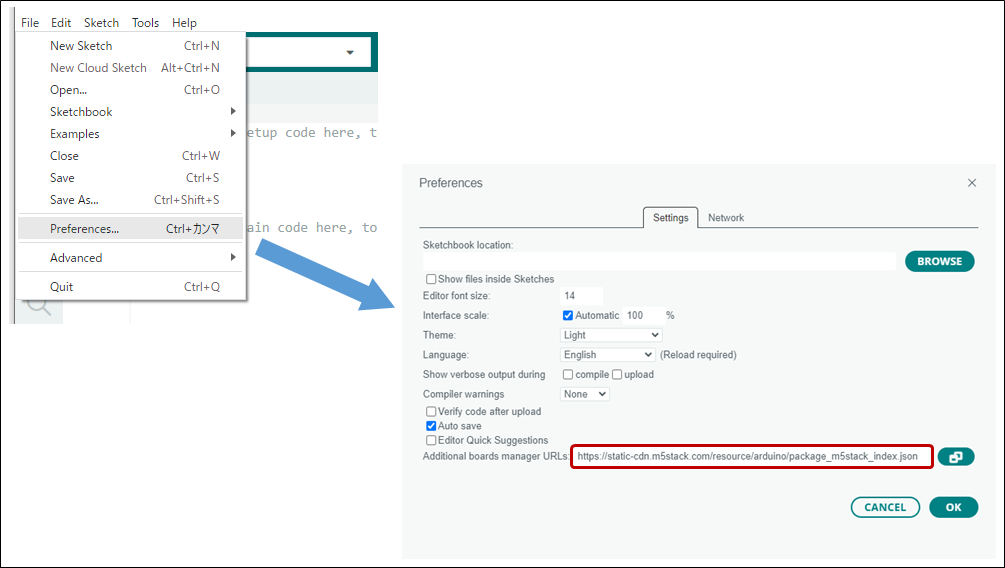 File Edit Sketch Tools Help
New Sketch Ctrl+N
New Cloud Sketch Alt+Ctrl+N
Open... Ctrl+O
Sketchbook
Examples
Close Ctrl+W
Save Ctrl+S
Save As... Ctrl+Shift+S
Preferences... Ctrl+カンマ
Advanced
Quit Ctrl+Q
etup code here, t
ain code here, to
Preferences
Settings Network
Sketchbook location:
BROWSE
Show files inside Sketches
Editor font size: 14
Interface scale: Automatic 100 %
Theme: Light
Language: English (Reload required)
Show verbose output during compile upload
Compiler warnings None
Verify code after upload
Auto save
Editor Quick Suggestions
Additional boards manager URLs: https://static-cdn.m5stack.com/resource/arduino/package_m5stack_index.json
CANCEL OK